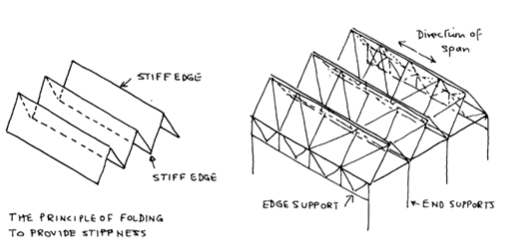 STIFF EDGE
STIFF EDGE
THE PRINCIPLE OF FOLDING
TO PROVIDE STIFFNESS
Direction of
span
EDGE SUPPORT
END SUPPORTS